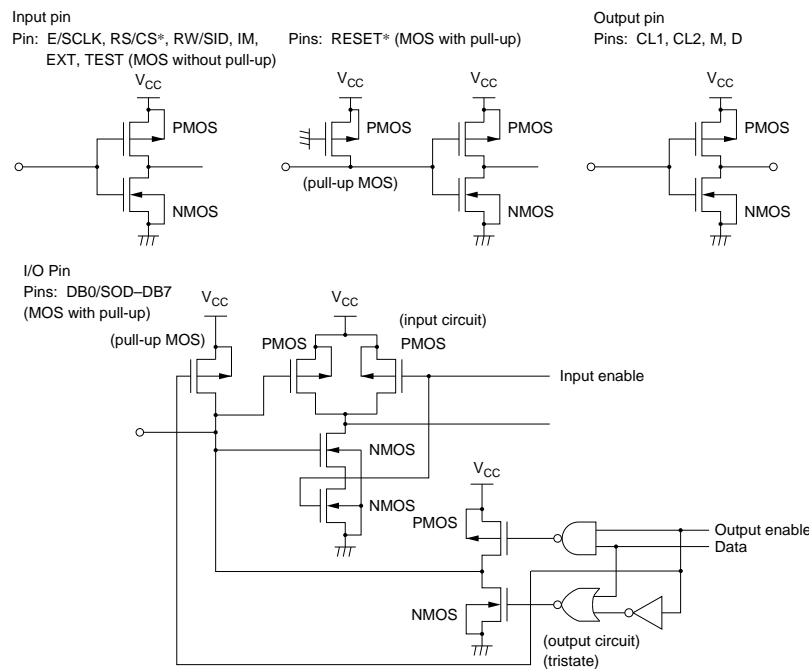 Input pin
Pin: E/SCLK, RS/CS*, RW/SID, IM,
EXT, TEST (MOS without pull-up)
VCC
PMOS
NMOS
Pins: RESET* (MOS with pull-up)
VCC
VCC
PMOS
PMOS
(pull-up MOS)
NMOS
Output pin
Pins: CL1, CL2, M, D
VCC
PMOS
NMOS
I/O Pin
Pins: DB0/SOD–DB7
(MOS with pull-up)
VCC
VCC
(input circuit)
(pull-up MOS)
PMOS
PMOS
Input enable
NMOS
NMOS
VCC
PMOS
Output enable
Data
NMOS
(output circuit)
(tristate)